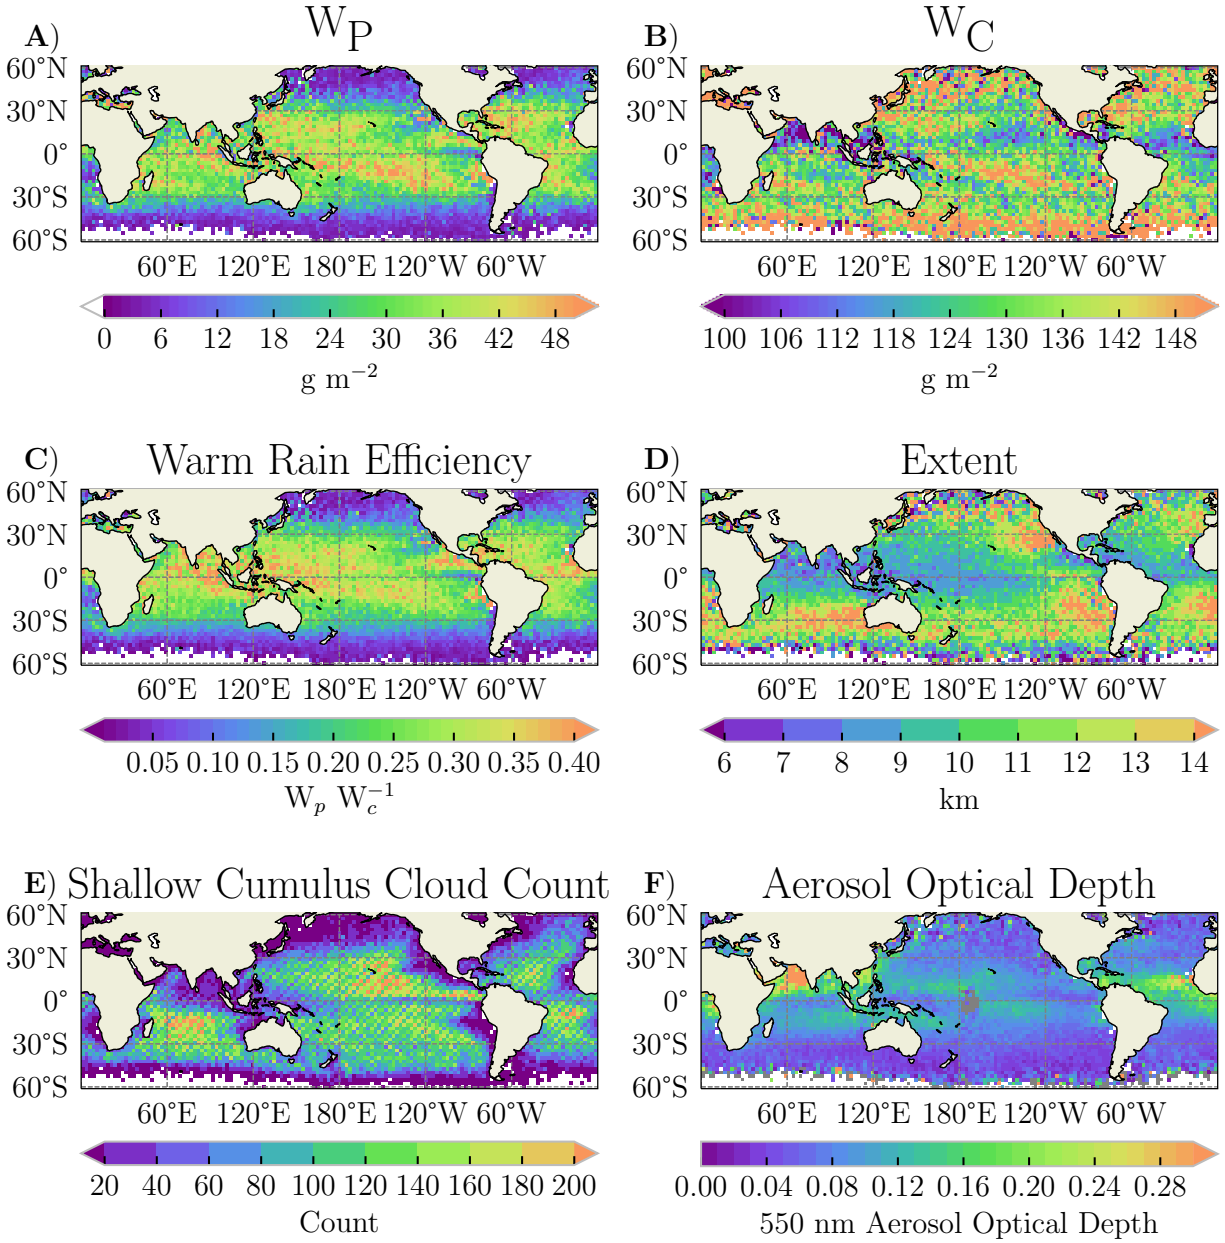 A) W_P
B) W_C
60°N
30°N
0°
30°S
60°S
60°E 120°E 180°E 120°W 60°W
0 6 12 18 24 30 36 42 48
g m⁻²
60°N
30°N
0°
30°S
60°S
60°E 120°E 180°E 120°W 60°W
100 106 112 118 124 130 136 142 148
g m⁻²
C) Warm Rain Efficiency
60°N
30°N
0°
30°S
60°S
60°E 120°E 180°E 120°W 60°W
0.05 0.10 0.15 0.20 0.25 0.30 0.35 0.40
W_p W_c⁻¹
D) Extent
60°N
30°N
0°
30°S
60°S
60°E 120°E 180°E 120°W 60°W
6 7 8 9 10 11 12 13 14
km
E) Shallow Cumulus Cloud Count
60°N
30°N
0°
30°S
60°S
60°E 120°E 180°E 120°W 60°W
20 40 60 80 100 120 140 160 180 200
Count
F) Aerosol Optical Depth
60°N
30°N
0°
30°S
60°S
60°E 120°E 180°E 120°W 60°W
0.00 0.04 0.08 0.12 0.16 0.20 0.24 0.28
550 nm Aerosol Optical Depth